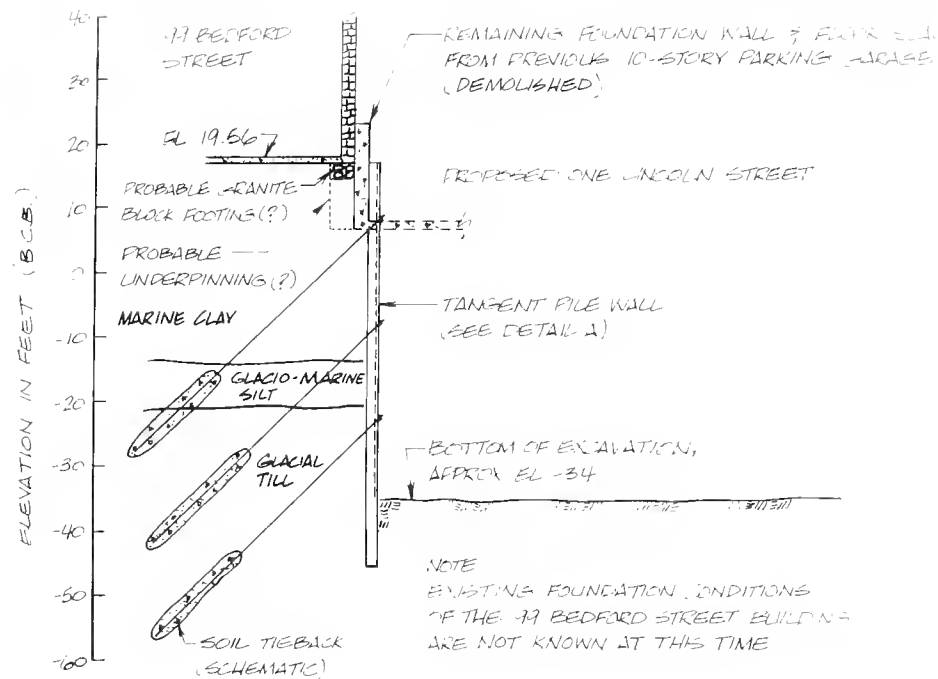 40
30
20
10
0
-10
-20
-30
-40
-50
-60
ELEVATION IN FEET (B.C.B.)
99 BEDFORD
STREET
EL 19.56
PROBABLE GRANITE
BLOCK FOOTING (?)
PROBABLE
UNDERPINNING (?)
MARINE CLAY
GLACIO-MARINE
SILT
GLACIAL
TILL
SOIL TIEBACK
(SCHEMATIC)
REMAINING FOUNDATION WALL & FLOOR
FROM PREVIOUS 10-STORY PARKING GARAGE
(DEMOLISHED)
PROPOSED ONE LINCOLN STREET
TANGENT PILE WALL
(SEE DETAIL A)
BOTTOM OF EXCAVATION,
APPROX EL -34
NOTE
EXISTING FOUNDATION CONDITIONS
OF THE 99 BEDFORD STREET BUILDING
ARE NOT KNOWN AT THIS TIME